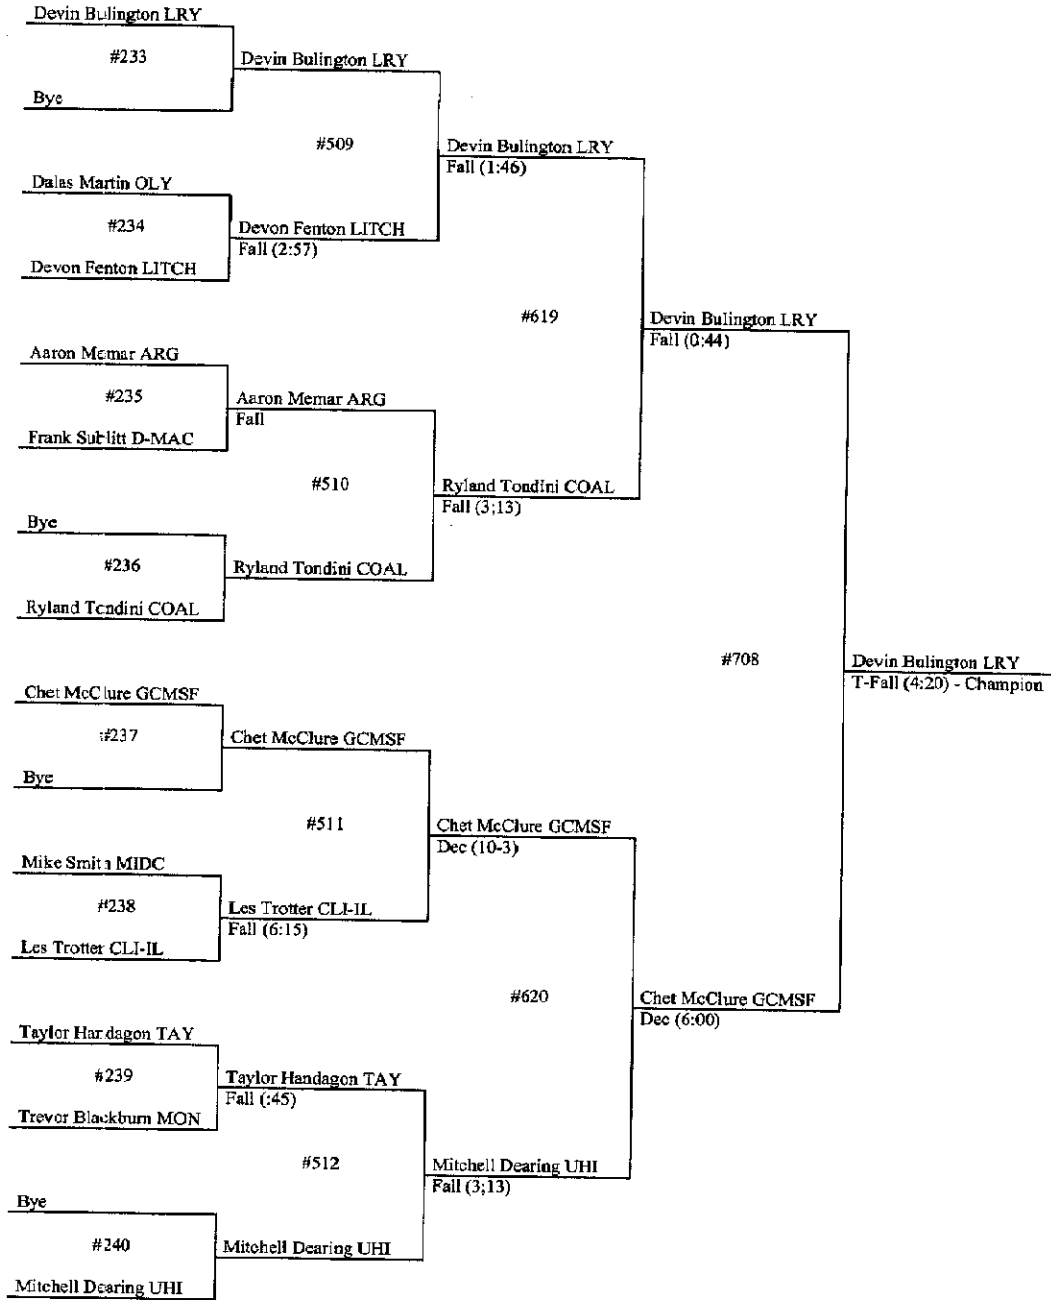 Devin Bulington LRY
#233
Devin Bulington LRY
Bye
#509
Devin Bulington LRY
Fall (1:46)
Dalas Martin OLY
#234
Devon Fenton LITCH
Fall (2:57)
Devon Fenton LITCH
#619
Devin Bulington LRY
Fall (0:44)
Aaron Memar ARG
#235
Aaron Memar ARG
Fall
Frank Sublitt D-MAC
#510
Ryland Tondini COAL
Fall (3;13)
Bye
#236
Ryland Tondini COAL
Ryland Tondini COAL
#708
Devin Bulington LRY
T-Fall (4:20) - Champion
Chet McClure GCMSF
#237
Chet McClure GCMSF
Bye
#511
Chet McClure GCMSF
Dec (10-3)
Mike Smith MIDC
#238
Les Trotter CLI-IL
Fall (6:15)
Les Trotter CLI-IL
#620
Chet McClure GCMSF
Dec (6:00)
Taylor Handagon TAY
#239
Taylor Handagon TAY
Fall (:45)
Trevor Blackburn MON
#512
Mitchell Dearing UHI
Fall (3;13)
Bye
#240
Mitchell Dearing UHI
Mitchell Dearing UHI